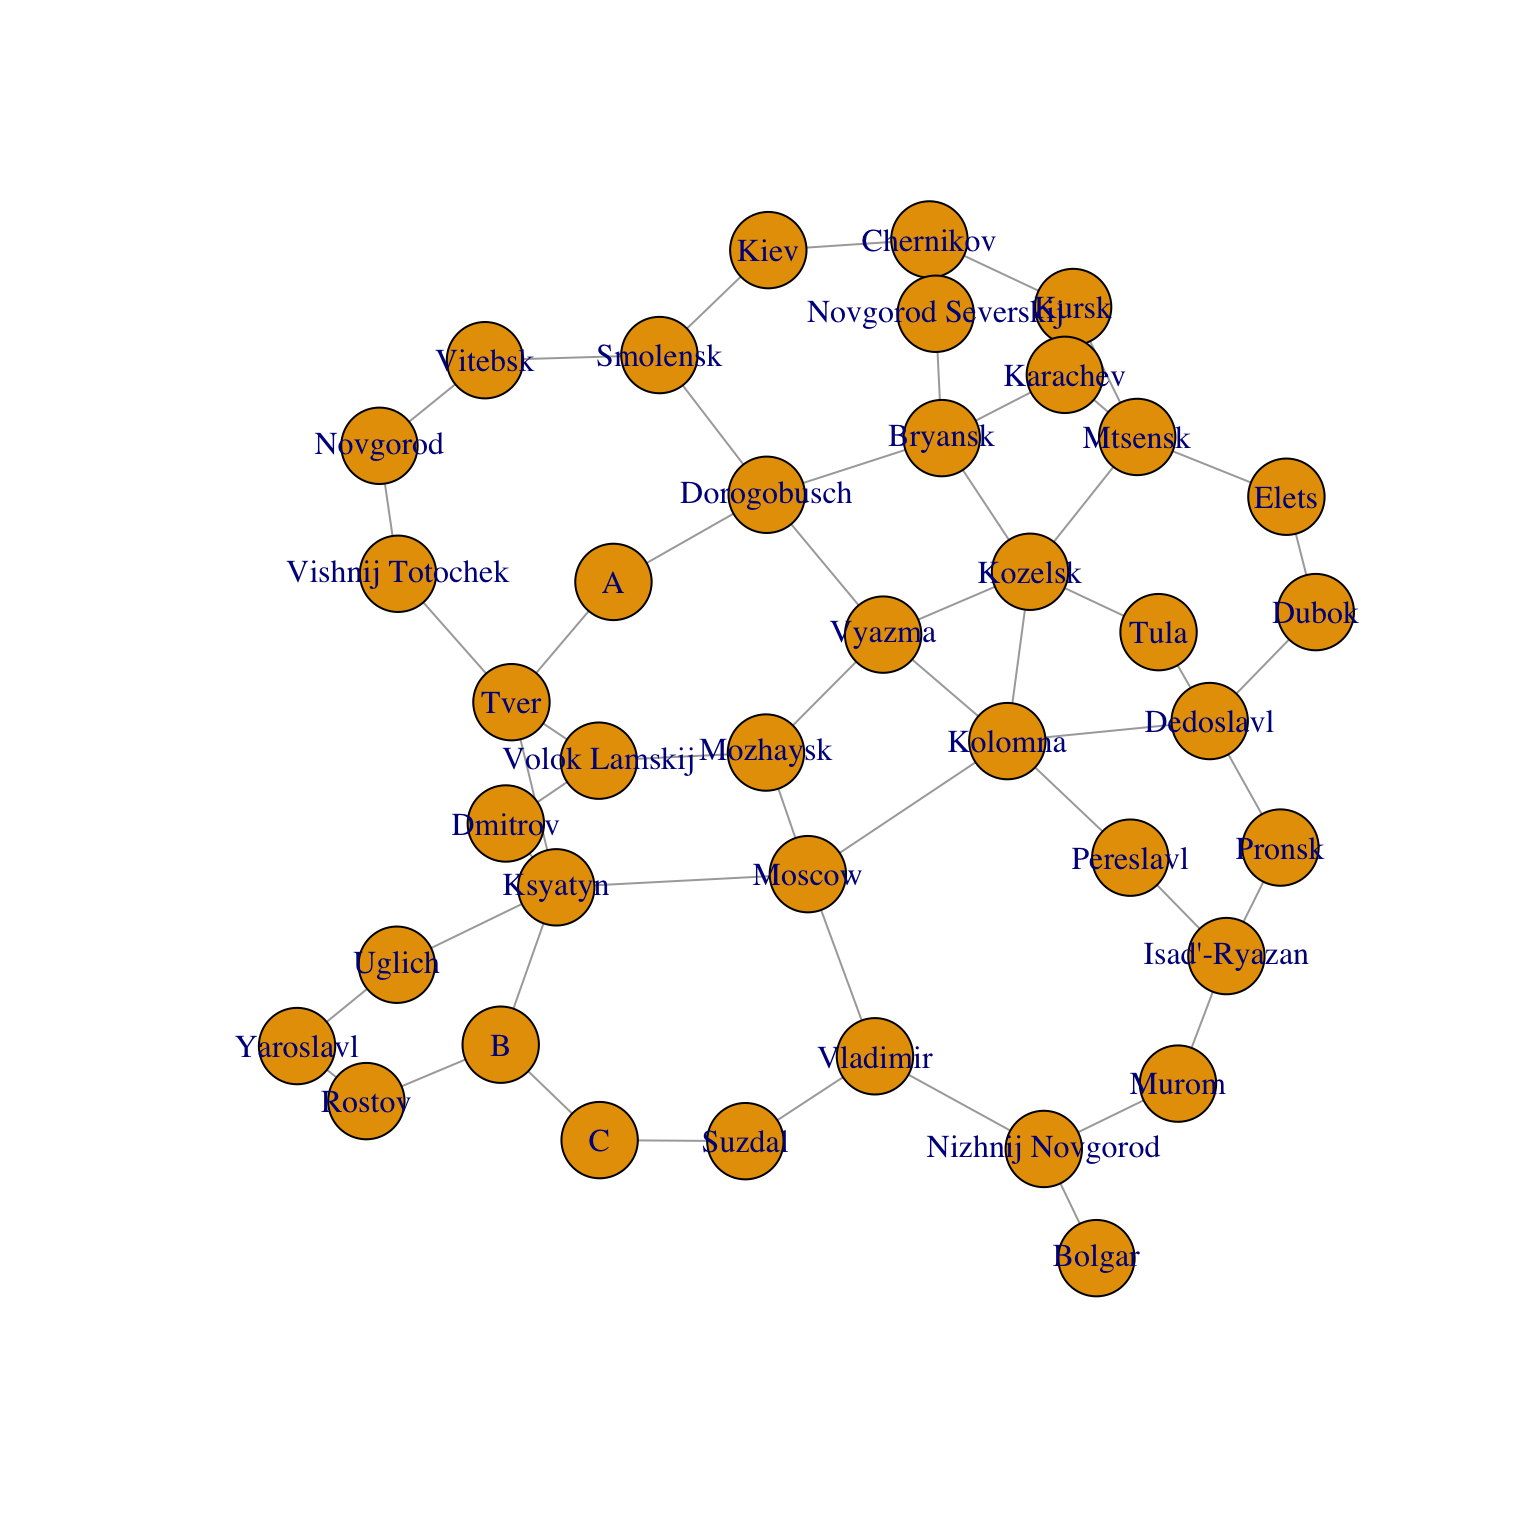 Chernikov
Kiev
Kursk
Novgorod Severskij
Vitebsk
Smolensk
Karachev
Novgorod
Bryansk
Mtsensk
Dorogobusch
Elets
Vishnij Totochek
A
Kozelsk
Dubok
Vyazma
Tula
Tver
Dedoslavl
Volok Lamskij
Mozhaysk
Kolomna
Dmitrov
Pereslavl
Pronsk
Ksyatyn
Moscow
Uglich
Isad'-Ryazan
Yaroslavl
B
Vladimir
Rostov
Murom
C
Suzdal
Nizhnij Novgorod
Bolgar